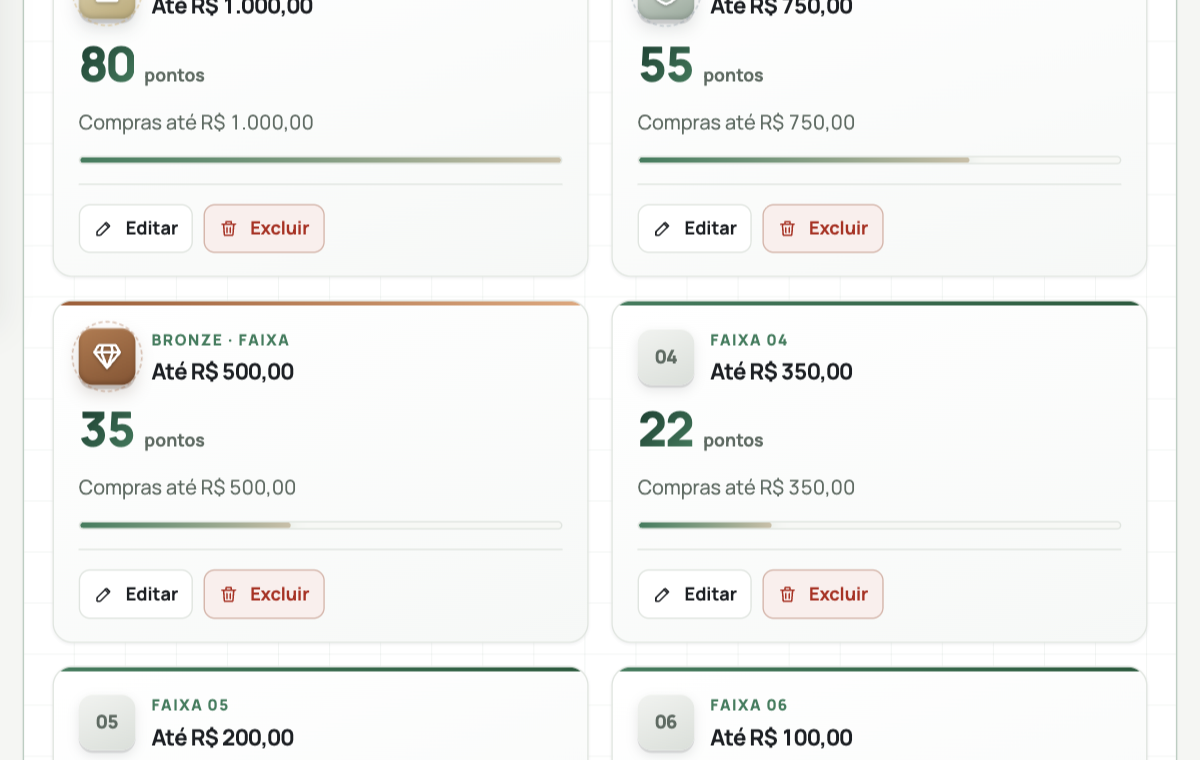 Até R$ 1.000,00
80 pontos
Compras até R$ 1.000,00
Editar
Excluir
Até R$ 750,00
55 pontos
Compras até R$ 750,00
Editar
Excluir
BRONZE · FAIXA
Até R$ 500,00
35 pontos
Compras até R$ 500,00
Editar
Excluir
04
FAIXA 04
Até R$ 350,00
22 pontos
Compras até R$ 350,00
Editar
Excluir
05
FAIXA 05
Até R$ 200,00
06
FAIXA 06
Até R$ 100,00